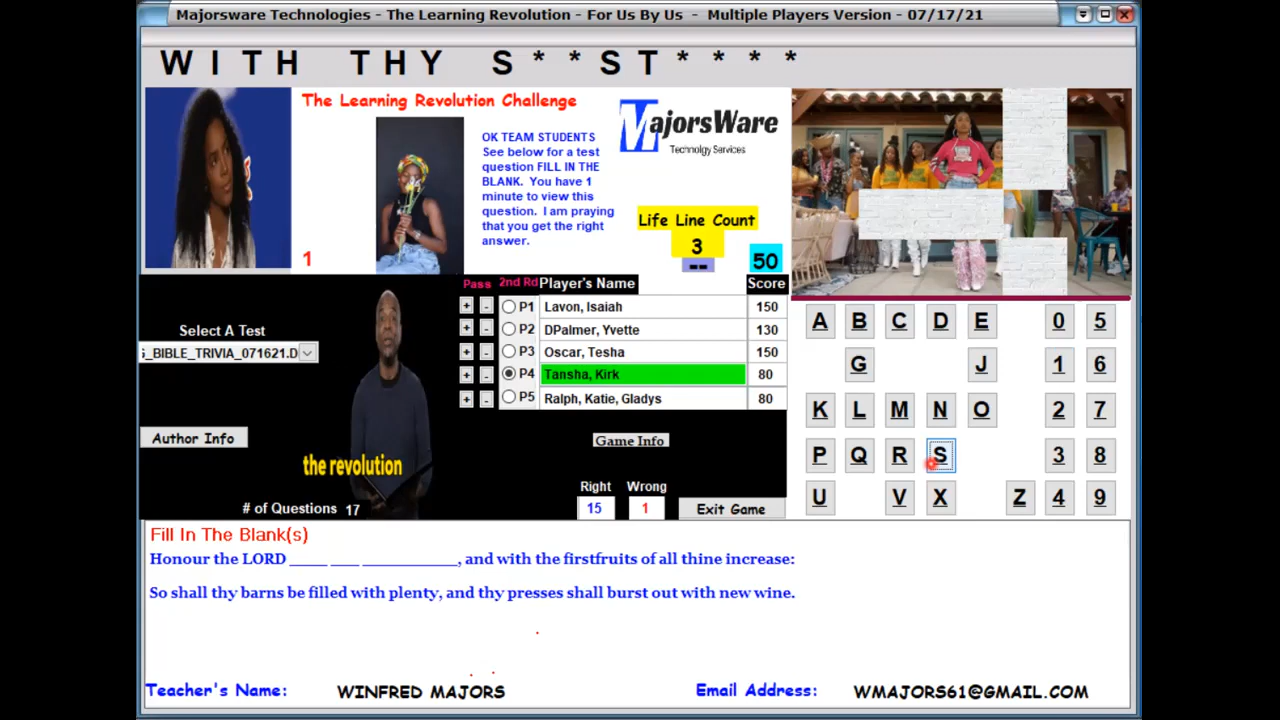 Majorsware Technologies - The Learning Revolution - For Us By Us - Multiple Players Version - 07/17/21
WITH THY S**ST****
The Learning Revolution Challenge
1
OK TEAM STUDENTS
See below for a test
question FILL IN THE
BLANK. You have 1
minute to view this
question. I am praying
that you get the right
answer.
MajorsWare
Technolgy Services
Life Line Count
3
--
50
Pass 2nd Rd Player's Name Score
+ - P1 Lavon, Isaiah 150
+ - P2 DPalmer, Yvette 130
+ - P3 Oscar, Tesha 150
+ - P4 Tansha, Kirk 80
+ - P5 Ralph, Katie, Gladys 80
Select A Test
_BIBLE_TRIVIA_071621.D
Author Info
the revolution
# of Questions 17
Game Info
Right Wrong
15 1
Exit Game
A B C D E 0 5
G J 1 6
K L M N O 2 7
P Q R S 3 8
U V X Z 4 9
Fill In The Blank(s)
Honour the LORD _____ ____ _____________, and with the firstfruits of all thine increase:
So shall thy barns be filled with plenty, and thy presses shall burst out with new wine.
Teacher's Name: WINFRED MAJORS Email Address: WMAJORS61@GMAIL.COM